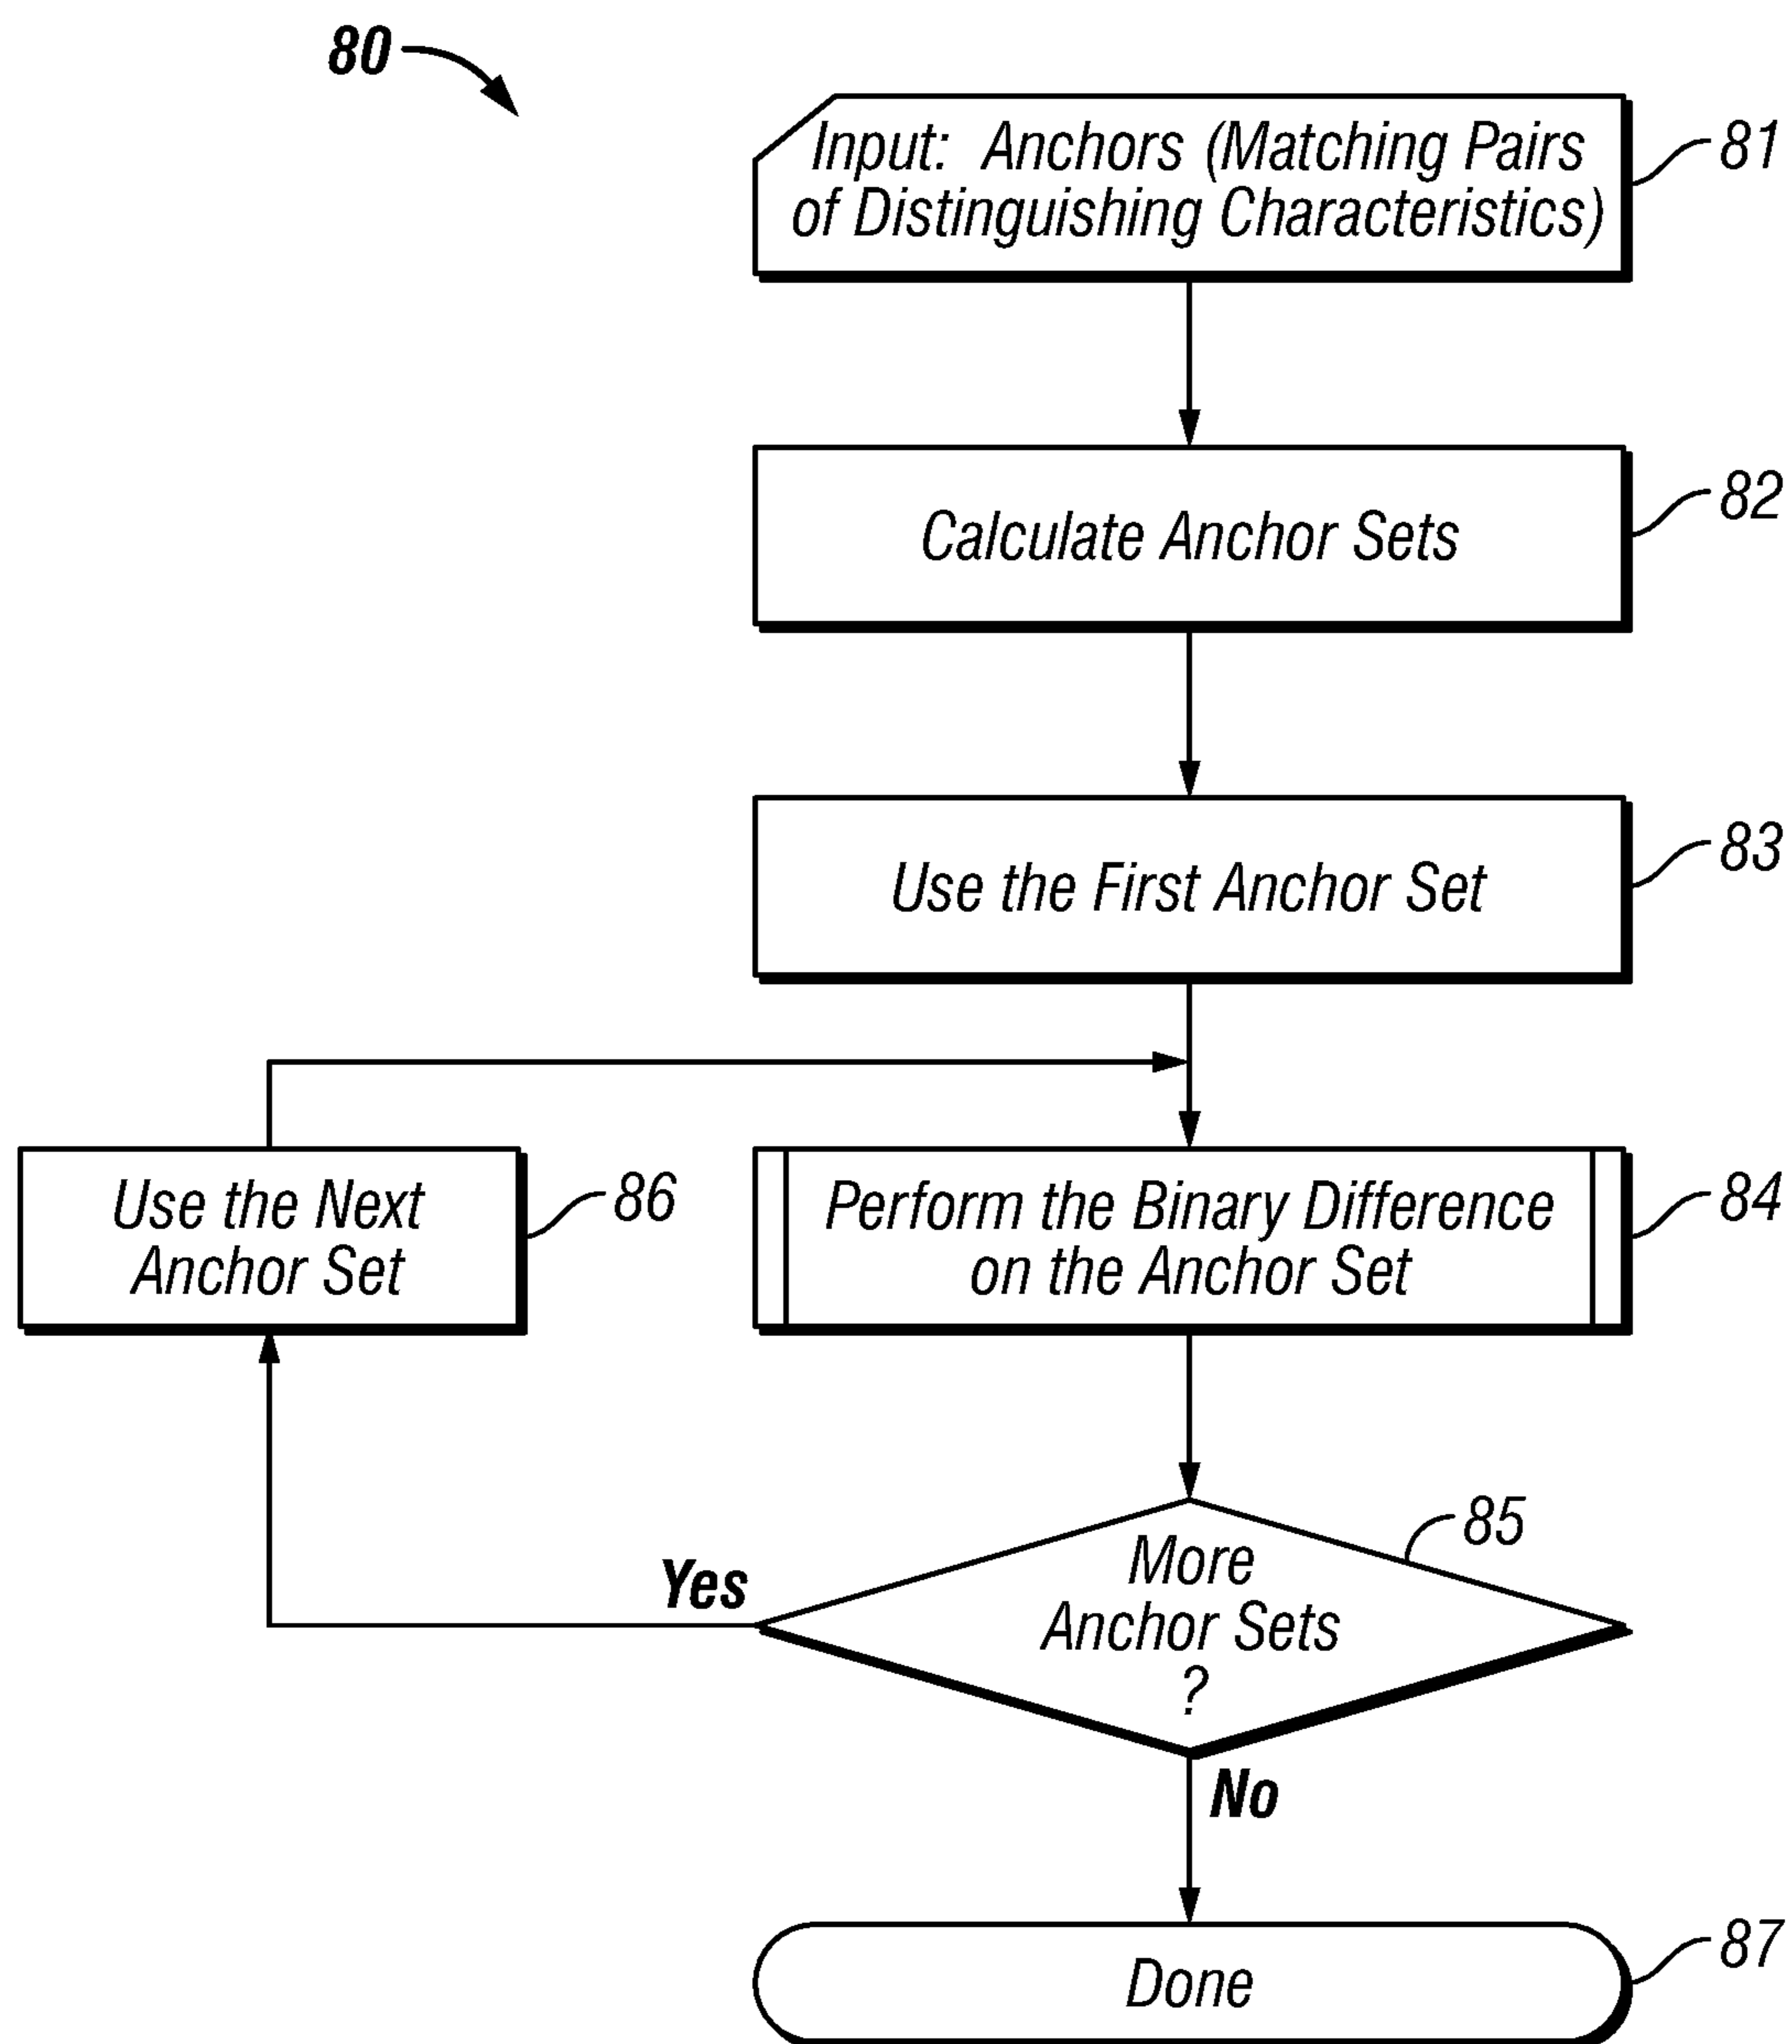 80
Input: Anchors (Matching Pairs
of Distinguishing Characteristics)
81
Calculate Anchor Sets
82
Use the First Anchor Set
83
Use the Next
Anchor Set
86
Perform the Binary Difference
on the Anchor Set
84
More
Anchor Sets
?
85
Yes
No
Done
87